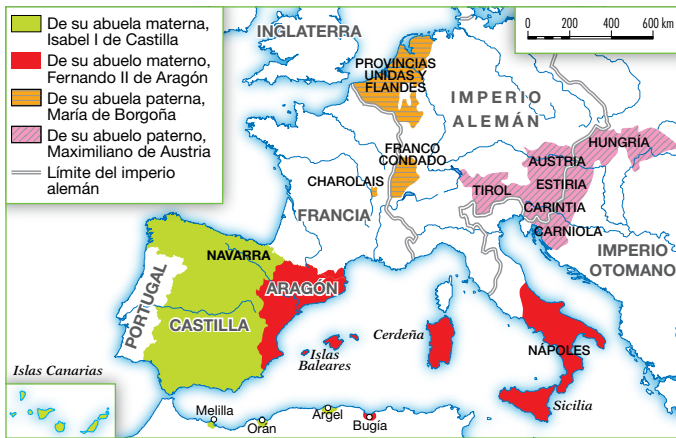 De su abuela materna,
Isabel I de Castilla
De su abuelo materno,
Fernando II de Aragón
De su abuela paterna,
María de Borgoña
De su abuelo paterno,
Maximiliano de Austria
Límite del imperio
alemán
0 200 400 600 km
INGLATERRA
PROVINCIAS
UNIDAS Y
FLANDES
IMPERIO
ALEMÁN
FRANCO
CONDADO
CHAROLAIS
FRANCIA
HUNGRÍA
AUSTRIA
TIROL
ESTIRIA
CARINTIA
CARNIOLA
IMPERIO
OTOMANO
NAVARRA
ARAGÓN
PORTUGAL
CASTILLA
Cerdeña
Islas
Baleares
NÁPOLES
Sicilia
Islas Canarias
Melilla
Orán
Argel
Bugía